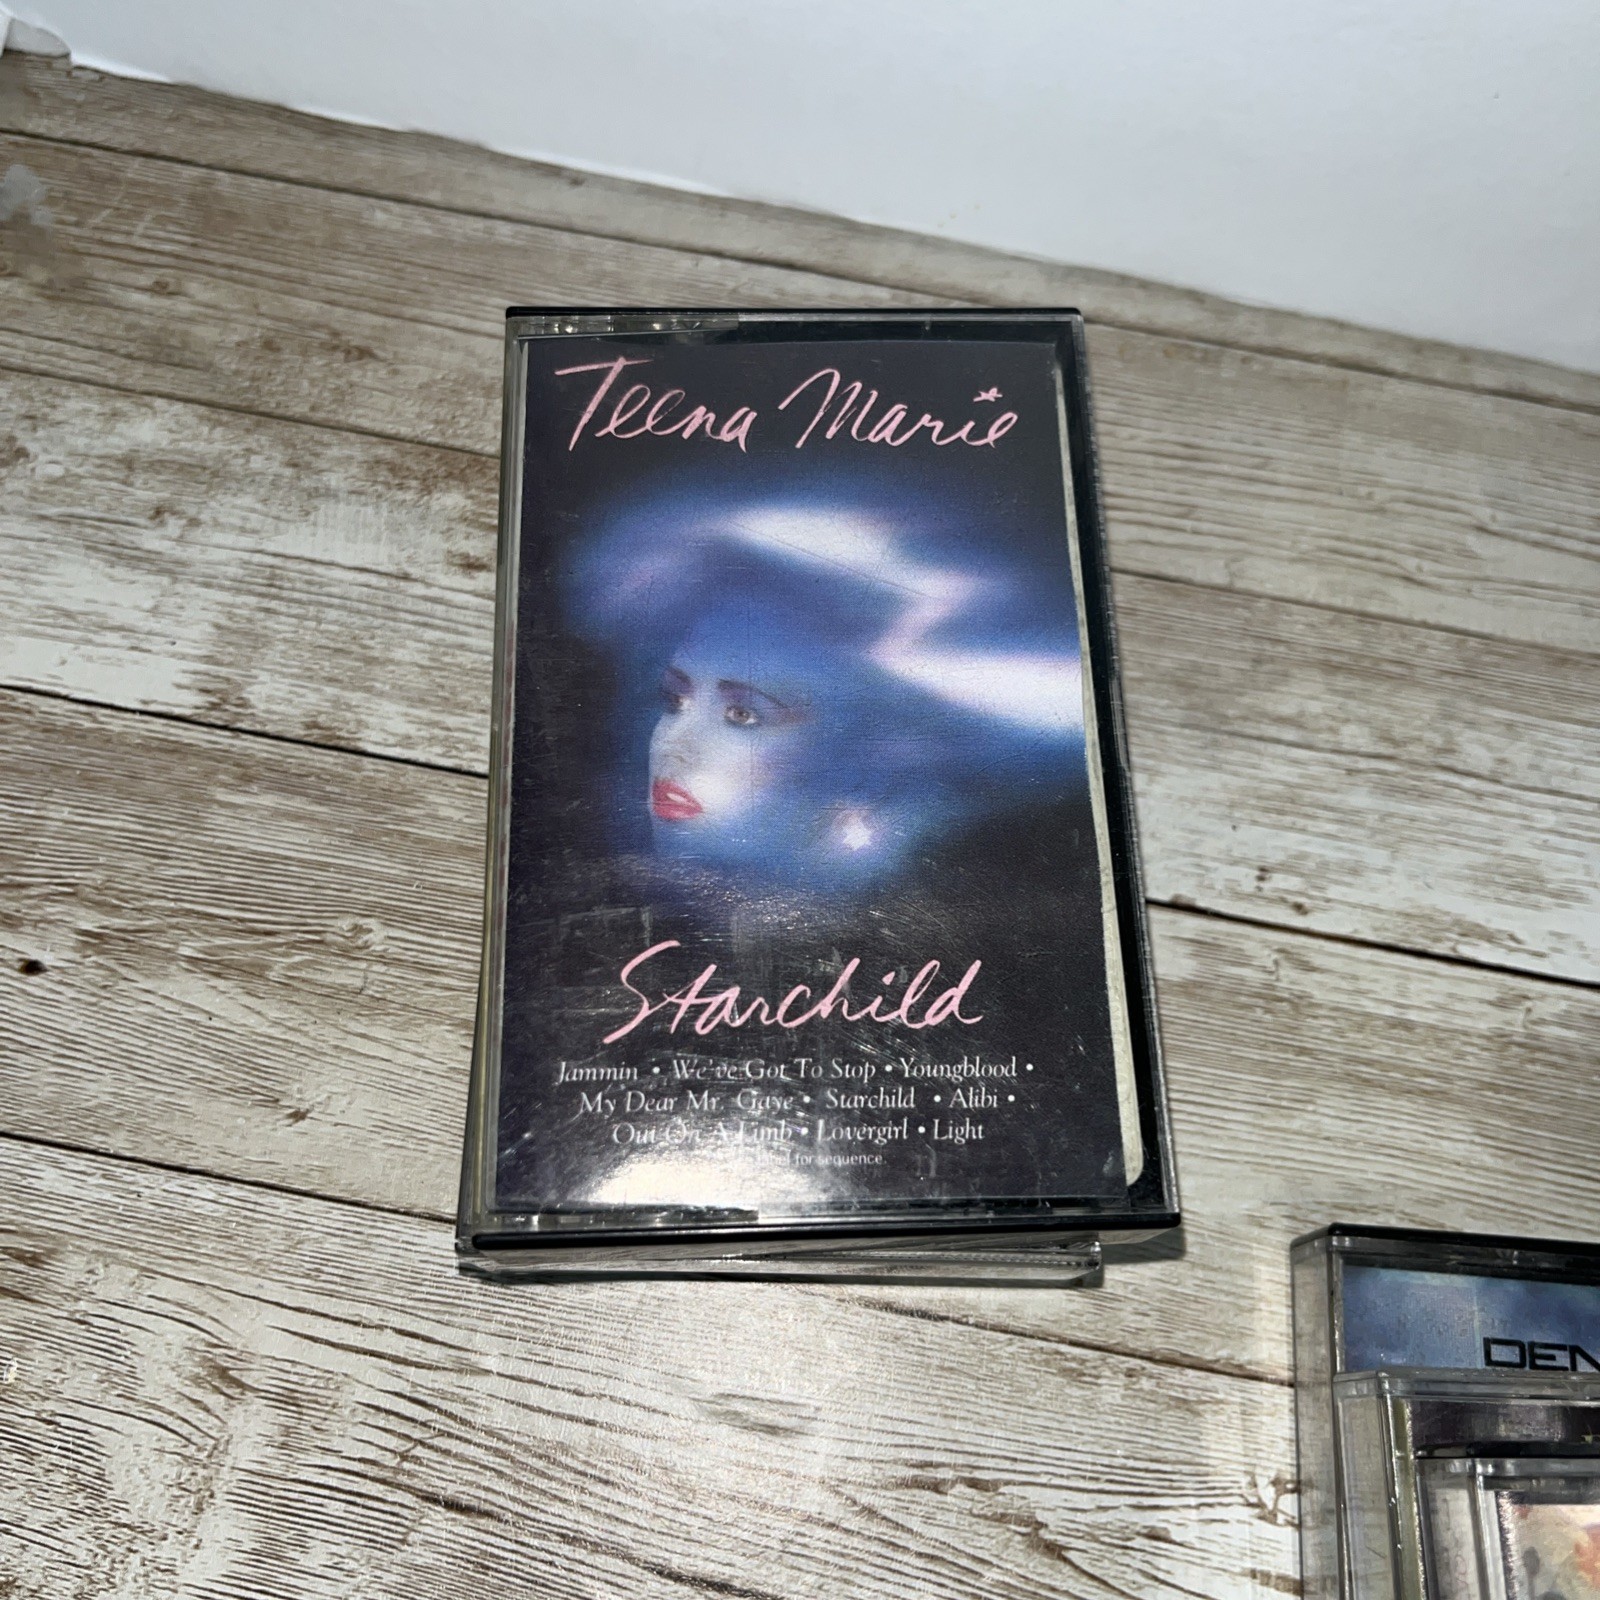 Teena Marie
Starchild
Jammin • We've Got To Stop • Youngblood •
My Dear Mr. Gaye • Starchild • Alibi •
Out On A Limb • Lovergirl • Light
label for sequence.
DEN